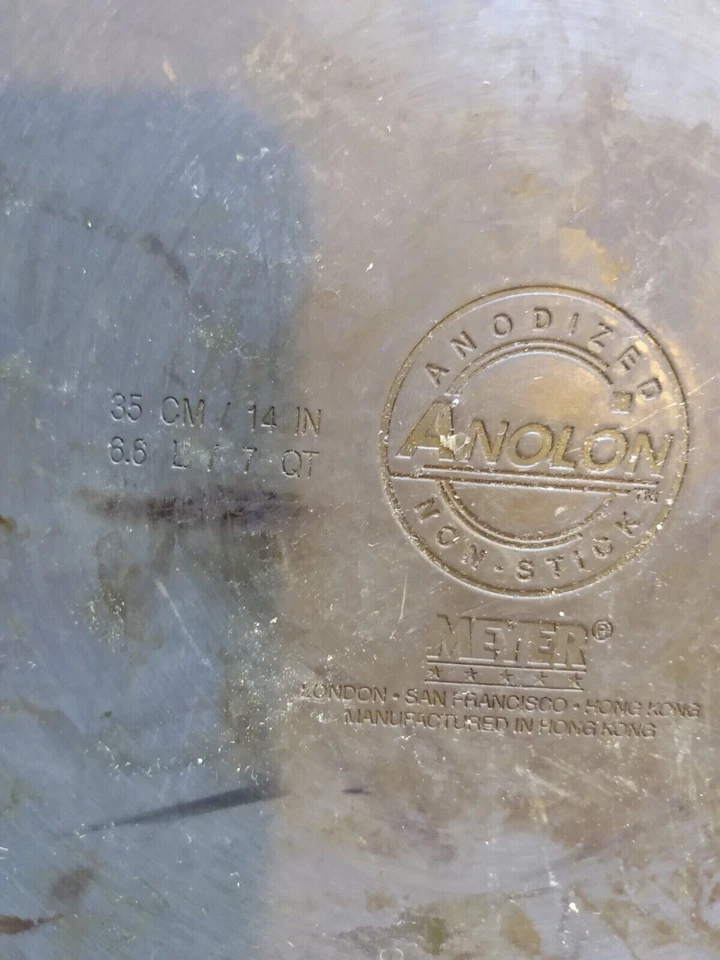 35 CM / 14 IN
6.6 L / 7 QT
ANODIZED
ANOLON
TM
NON-STICK
MEYER®
LONDON • SAN FRANCISCO • HONG KONG
MANUFACTURED IN HONG KONG